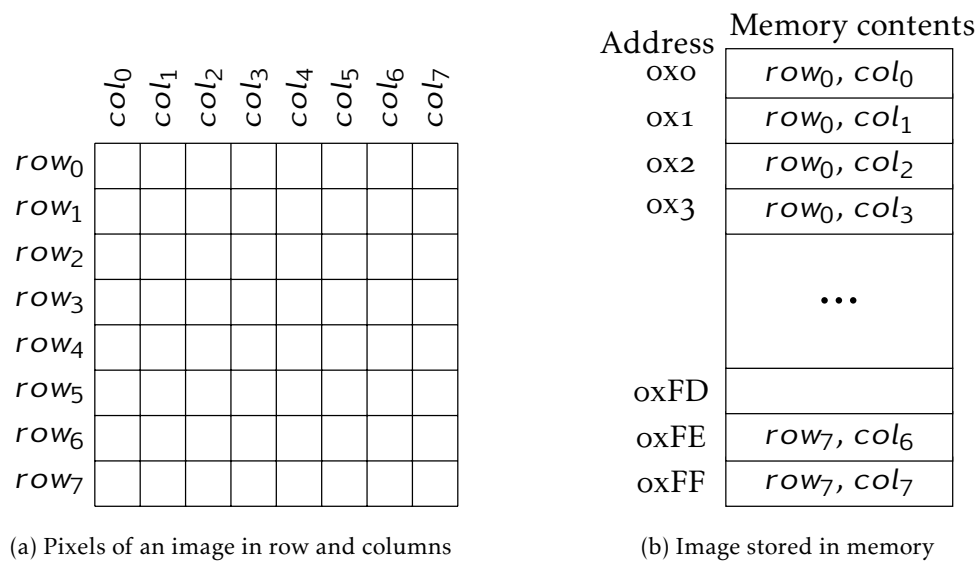 col0 col1 col2 col3 col4 col5 col6 col7
row0
row1
row2
row3
row4
row5
row6
row7
(a) Pixels of an image in row and columns
Address Memory contents
0x0 row0, col0
0x1 row0, col1
0x2 row0, col2
0x3 row0, col3
...
0xFD
0xFE row7, col6
0xFF row7, col7
(b) Image stored in memory